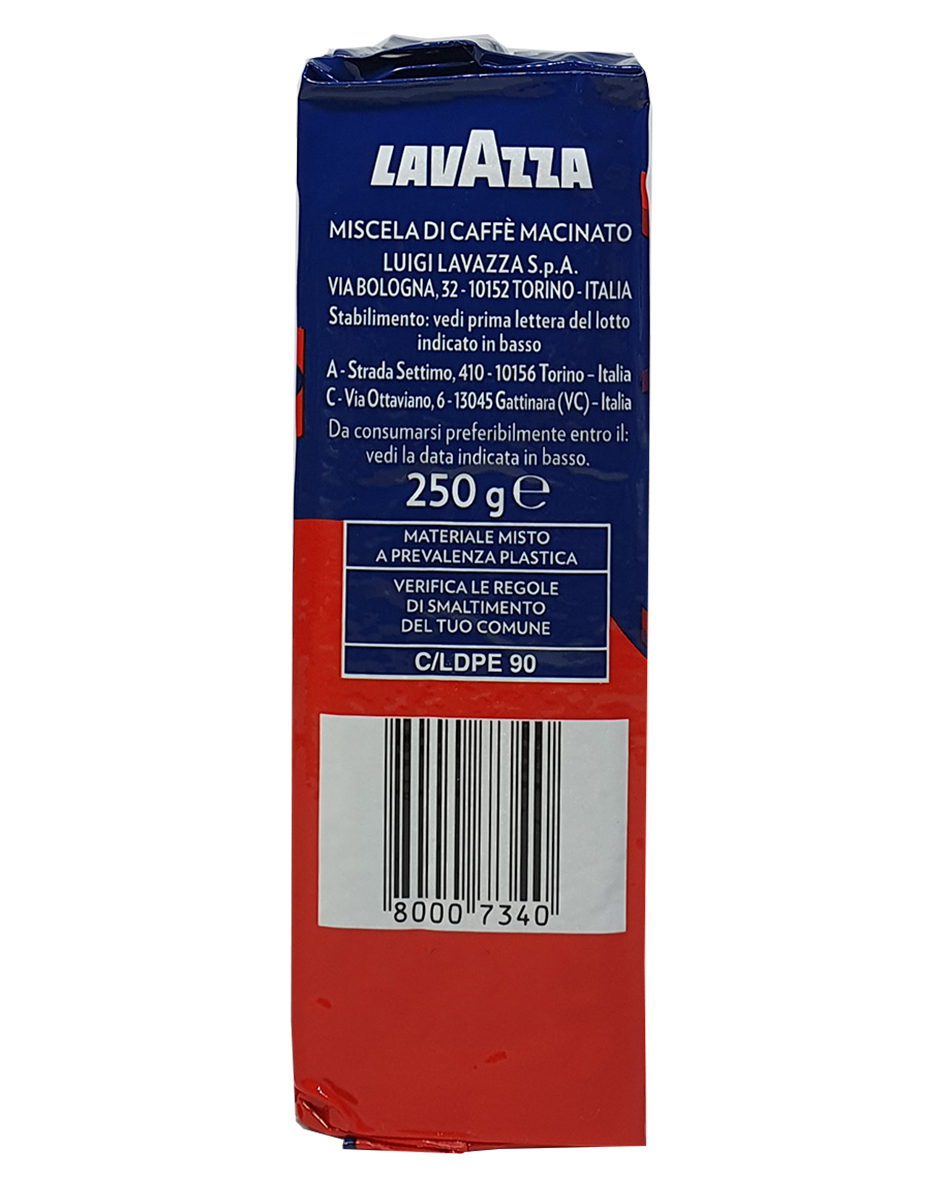 LAVAZZA
MISCELA DI CAFFÈ MACINATO
LUIGI LAVAZZA S.p.A.
VIA BOLOGNA, 32 - 10152 TORINO - ITALIA
Stabilimento: vedi prima lettera del lotto
indicato in basso
A - Strada Settimo, 410 - 10156 Torino – Italia
C - Via Ottaviano, 6 - 13045 Gattinara (VC) – Italia
Da consumarsi preferibilmente entro il:
vedi la data indicata in basso.
250 g ℮
MATERIALE MISTO
A PREVALENZA PLASTICA
VERIFICA LE REGOLE
DI SMALTIMENTO
DEL TUO COMUNE
C/LDPE 90
8000 7340